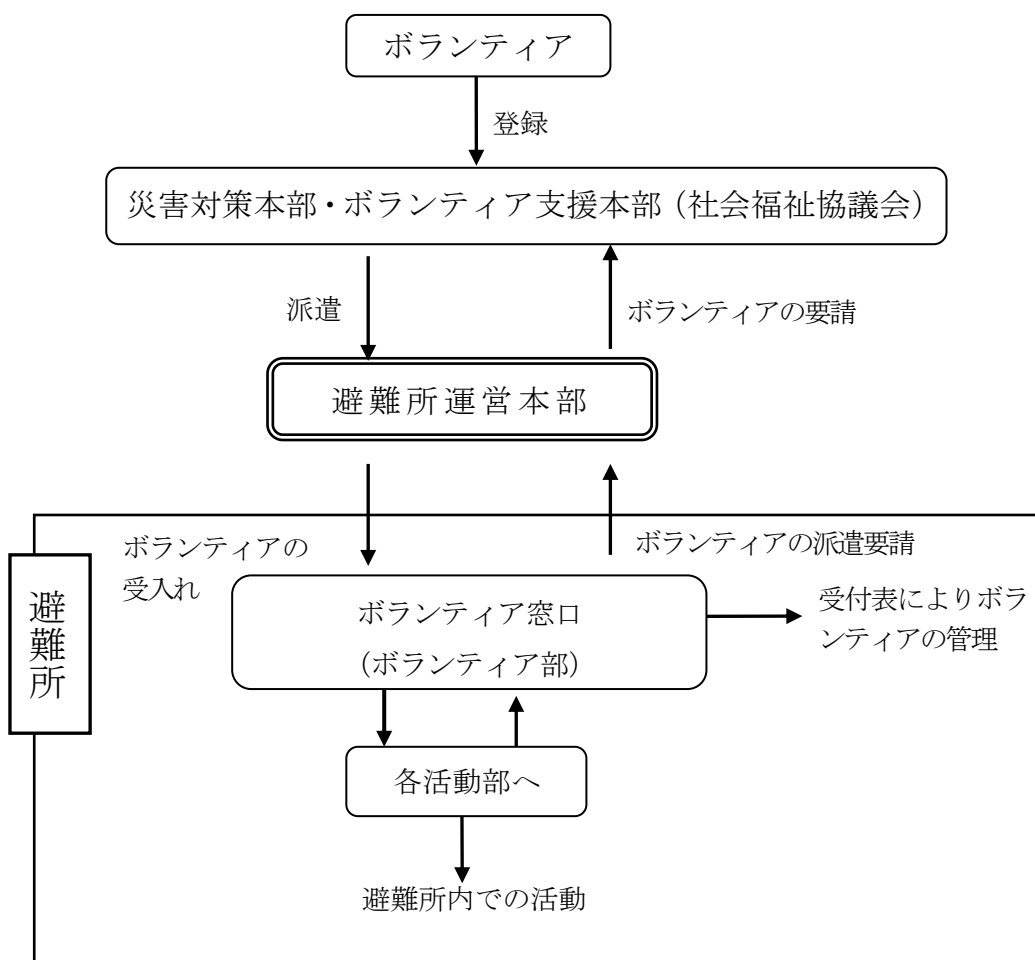 ボランティア
登録
災害対策本部・ボランティア支援本部（社会福祉協議会）
派遣
ボランティアの要請
避難所運営本部
ボランティアの
受入れ
ボランティアの派遣要請
避難所
ボランティア窓口
（ボランティア部）
受付表によりボラ
ンティアの管理
各活動部へ
避難所内での活動